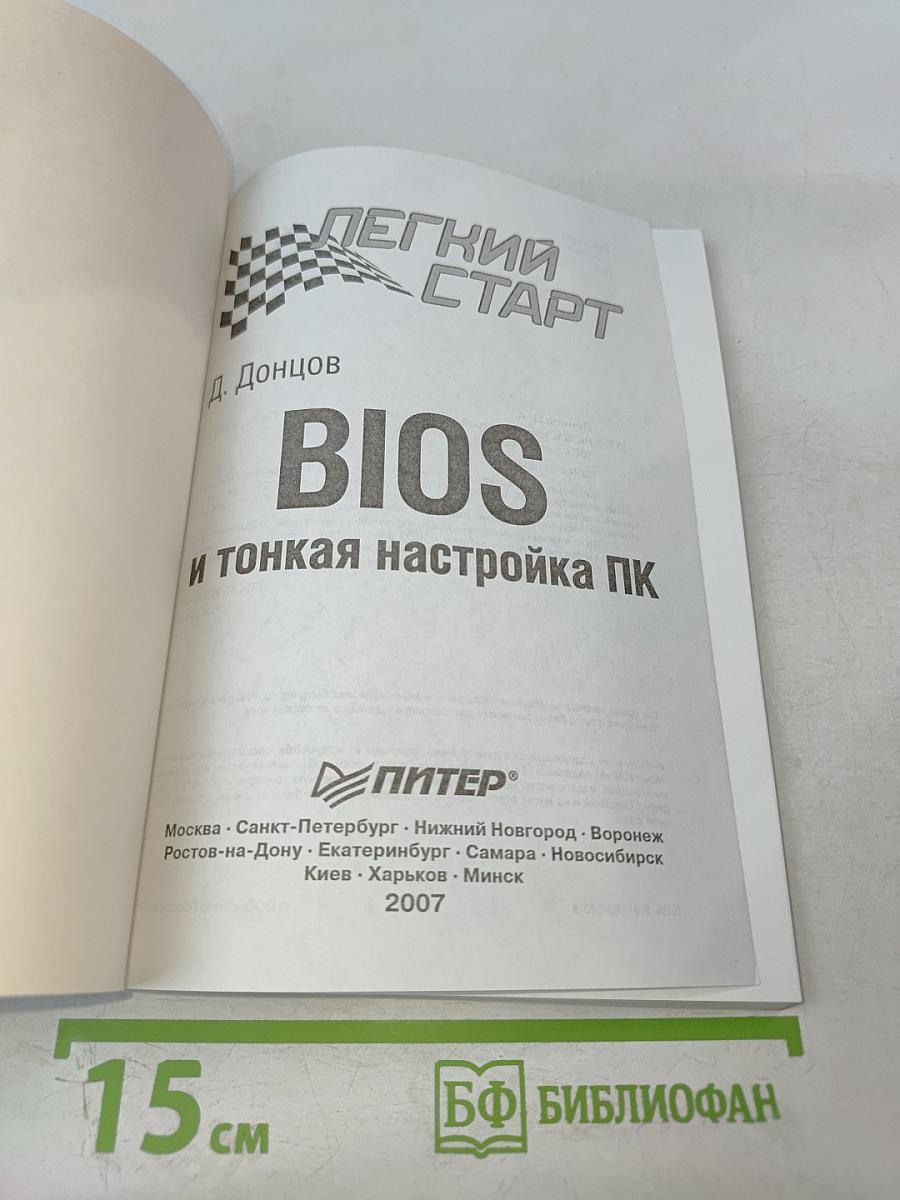 ЛЕГКИЙ
СТАРТ
Д. Донцов
BIOS
и тонкая настройка ПК
ПИТЕР®
Москва · Санкт-Петербург · Нижний Новгород · Воронеж
Ростов-на-Дону · Екатеринбург · Самара · Новосибирск
Киев · Харьков · Минск
2007
15 см
БФ БИБЛИОФАН